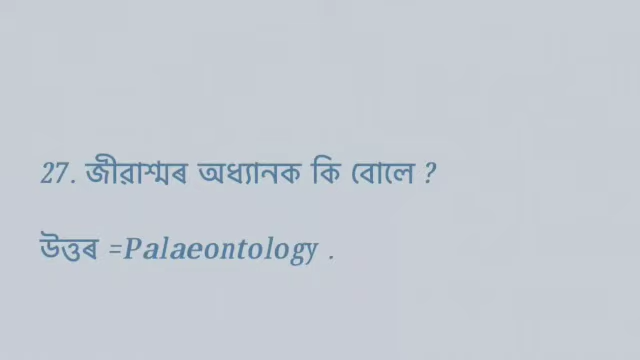 27. জীৱাশ্মৰ অধ্যানক কি বোলে ?
উত্তৰ =Palaeontology .